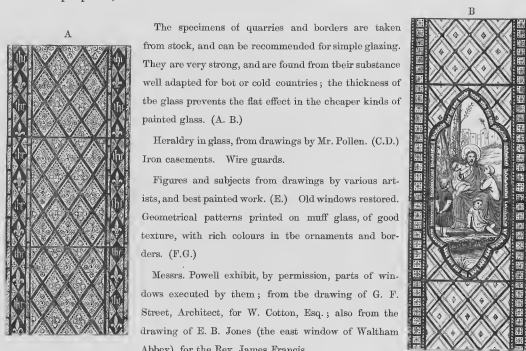 A
B
The specimens of quarries and borders are taken
from stock, and can be recommended for simple glazing.
They are very strong, and are found from tbeir substance
well adapted for bot or cold countries; the thickness of
tbe glass prevents the flat effect in the cheaper kinds of
painted glass. (A. B.)
Heraldry in glass, from drawings by Mr. Pollen. (C.D.)
Iron casements. Wire guards.
Figures and subjects from drawings by various art-
ists, and best painted work. (E.) Old windows restored.
Geometrical patterns printed on muff glass, of good
texture, with rich colours in tbe ornaments and bor-
ders. (F.G.)
Messrs. Powell exhibit, by permission, parts of win-
dows executed by them; from tbe drawing of G. F.
Street, Architect, for W. Cotton, Esq.; also from the
drawing of E. B. Jones (the east window of Waltham
Abbey), for the Rev. James Francis.